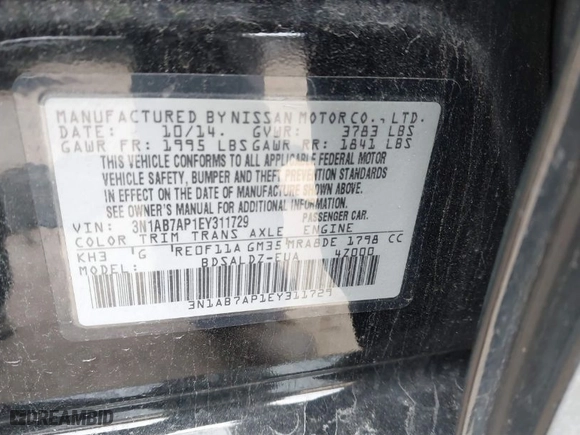 MANUFACTURED BY NISSAN MOTOR CO., LTD.
DATE: 10/14. GVWR: 3783 LBS
GAWR FR: 1995 LBS GAWR RR: 1841 LBS
THIS VEHICLE CONFORMS TO ALL APPLICABLE FEDERAL MOTOR
VEHICLE SAFETY, BUMPER AND THEFT PREVENTION STANDARDS
IN EFFECT ON THE DATE OF MANUFACTURE SHOWN ABOVE.
SEE OWNER'S MANUAL FOR ADDITIONAL INFORMATION.
VIN: 3N1AB7AP1EY311729 PASSENGER CAR.
COLOR TRIM TRANS AXLE ENGINE
KH3 G RE0F11A GM35 MRA8DE 1798 CC
MODEL: BDSALDZ-EUA 47000
3N1AB7AP1EY311729
DREAMBID